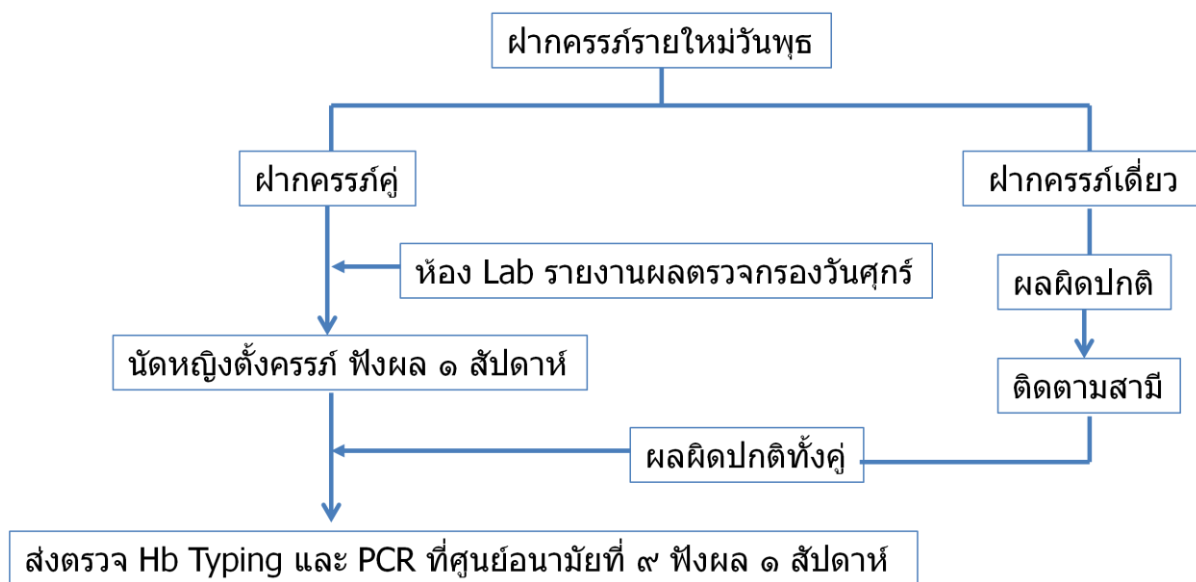 ฝากครรภ์รายใหม่วันพุธ
ฝากครรภ์คู่
ฝากครรภ์เดี่ยว
ห้อง Lab รายงานผลตรวจกรองวันศุกร์
ผลผิดปกติ
นัดหญิงตั้งครรภ์ ฟังผล ๑ สัปดาห์
ติดตามสามี
ผลผิดปกติทั้งคู่
ส่งตรวจ Hb Typing และ PCR ที่ศูนย์อนามัยที่ ๙ ฟังผล ๑ สัปดาห์